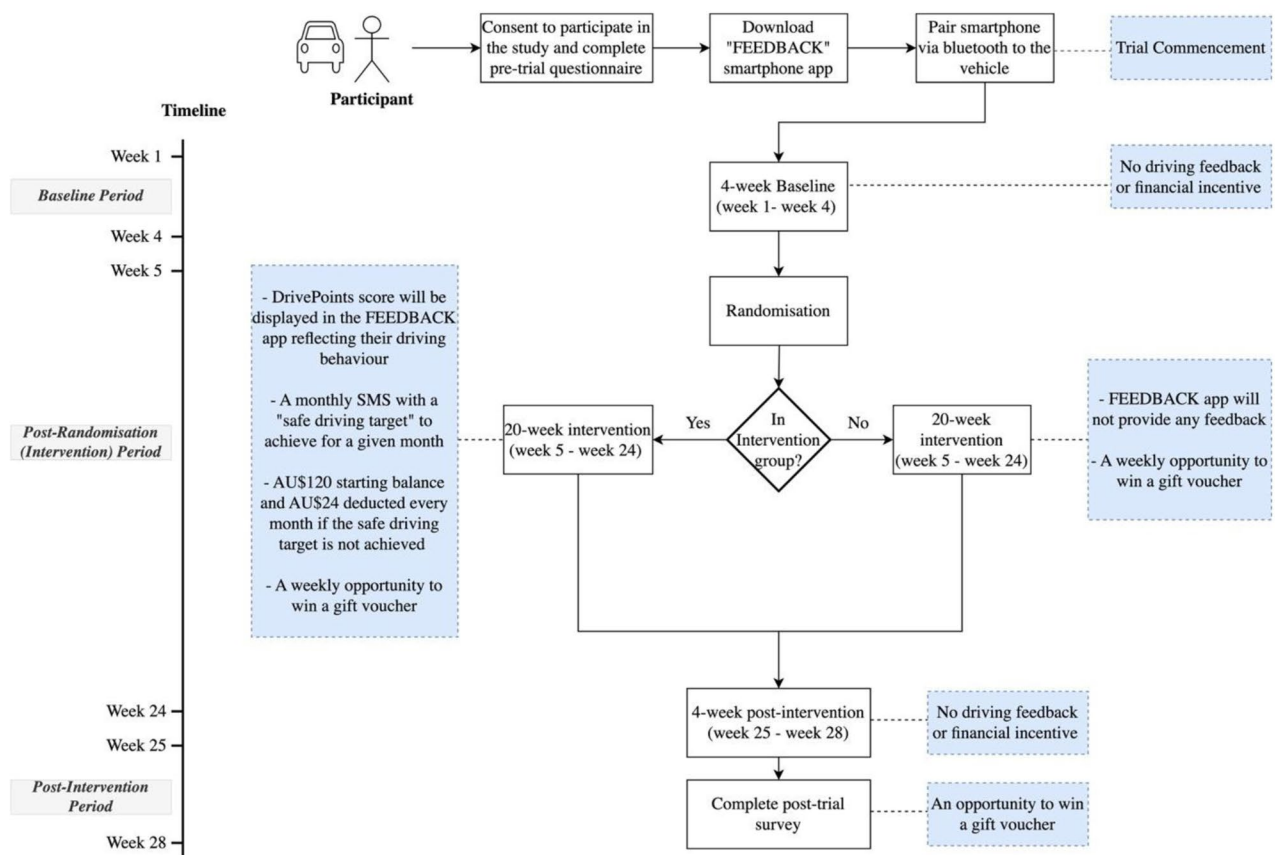 Consent to participate in
the study and complete
pre-trial questionnaire
Download
"FEEDBACK"
smartphone app
Pair smartphone
via bluetooth to the
vehicle
Trial Commencement
Participant
Timeline
Week 1
Baseline Period
Week 4
Week 5
4-week Baseline
(week 1- week 4)
No driving feedback
or financial incentive
Randomisation
- DrivePoints score will be
displayed in the FEEDBACK
app reflecting their driving
behaviour
- A monthly SMS with a
"safe driving target" to
achieve for a given month
- AU$120 starting balance
and AU$24 deducted every
month if the safe driving
target is not achieved
- A weekly opportunity to
win a gift voucher
Post-Randomisation
(Intervention) Period
20-week intervention
(week 5 - week 24)
Yes
In
Intervention
group?
No
20-week
intervention
(week 5 - week 24)
- FEEDBACK app will
not provide any feedback
- A weekly opportunity to
win a gift voucher
Week 24
Week 25
4-week post-intervention
(week 25 - week 28)
No driving feedback
or financial incentive
Post-Intervention
Period
Week 28
Complete post-trial
survey
An opportunity to win
a gift voucher